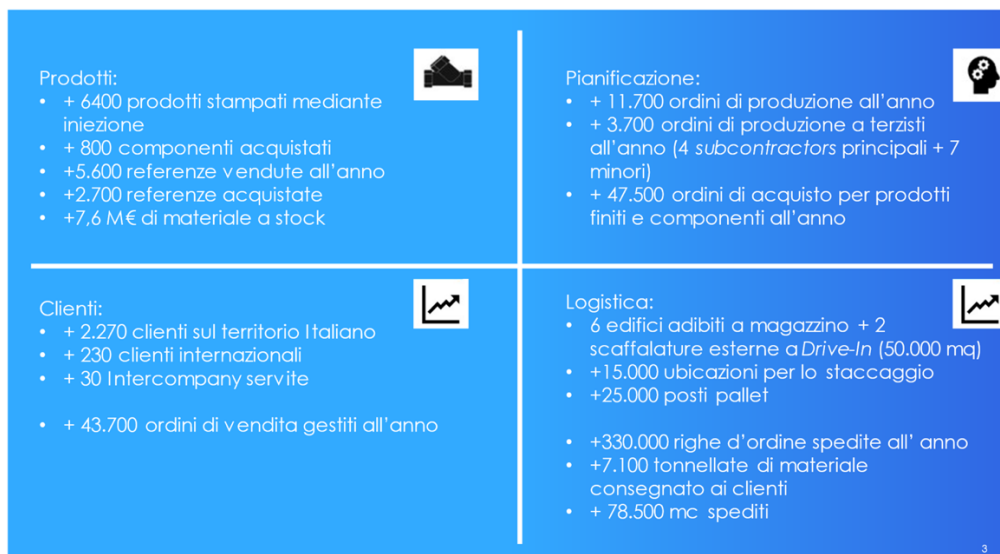 Prodotti:
• + 6400 prodotti stampati mediante
iniezione
• + 800 componenti acquistati
• +5.600 referenze vendute all’anno
• +2.700 referenze acquistate
• +7,6 M€ di materiale a stock
Pianificazione:
• + 11.700 ordini di produzione all’anno
• + 3.700 ordini di produzione a terzisti
all’anno (4 subcontractors principali + 7
minori)
• + 47.500 ordini di acquisto per prodotti
finiti e componenti all’anno
Clienti:
• + 2.270 clienti sul territorio Italiano
• + 230 clienti internazionali
• + 30 Intercompany servite
• + 43.700 ordini di vendita gestiti all’anno
Logistica:
• 6 edifici adibiti a magazzino + 2
scaffalature esterne a Drive-In (50.000 mq)
• +15.000 ubicazioni per lo staccaggio
• +25.000 posti pallet
• +330.000 righe d’ordine spedite all’ anno
• +7.100 tonnellate di materiale
consegnato ai clienti
• + 78.500 mc spediti
3